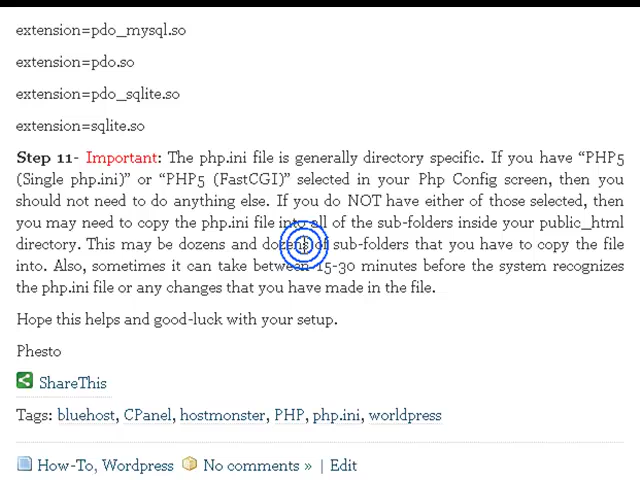 extension=pdo_mysql.so
extension=pdo.so
extension=pdo_sqlite.so
extension=sqlite.so
Step 11- Important: The php.ini file is generally directory specific. If you have “PHP5
(Single php.ini)” or “PHP5 (FastCGI)” selected in your Php Config screen, then you
should not need to do anything else. If you do NOT have either of those selected, then
you may need to copy the php.ini file into all of the sub-folders inside your public_html
directory. This may be dozens and dozens of sub-folders that you have to copy the file
into. Also, sometimes it can take between 15-30 minutes before the system recognizes
the php.ini file or any changes that you have made in the file.
Hope this helps and good-luck with your setup.
Phesto
ShareThis
Tags: bluehost, CPanel, hostmonster, PHP, php.ini, worldpress
How-To, Wordpress No comments » | Edit